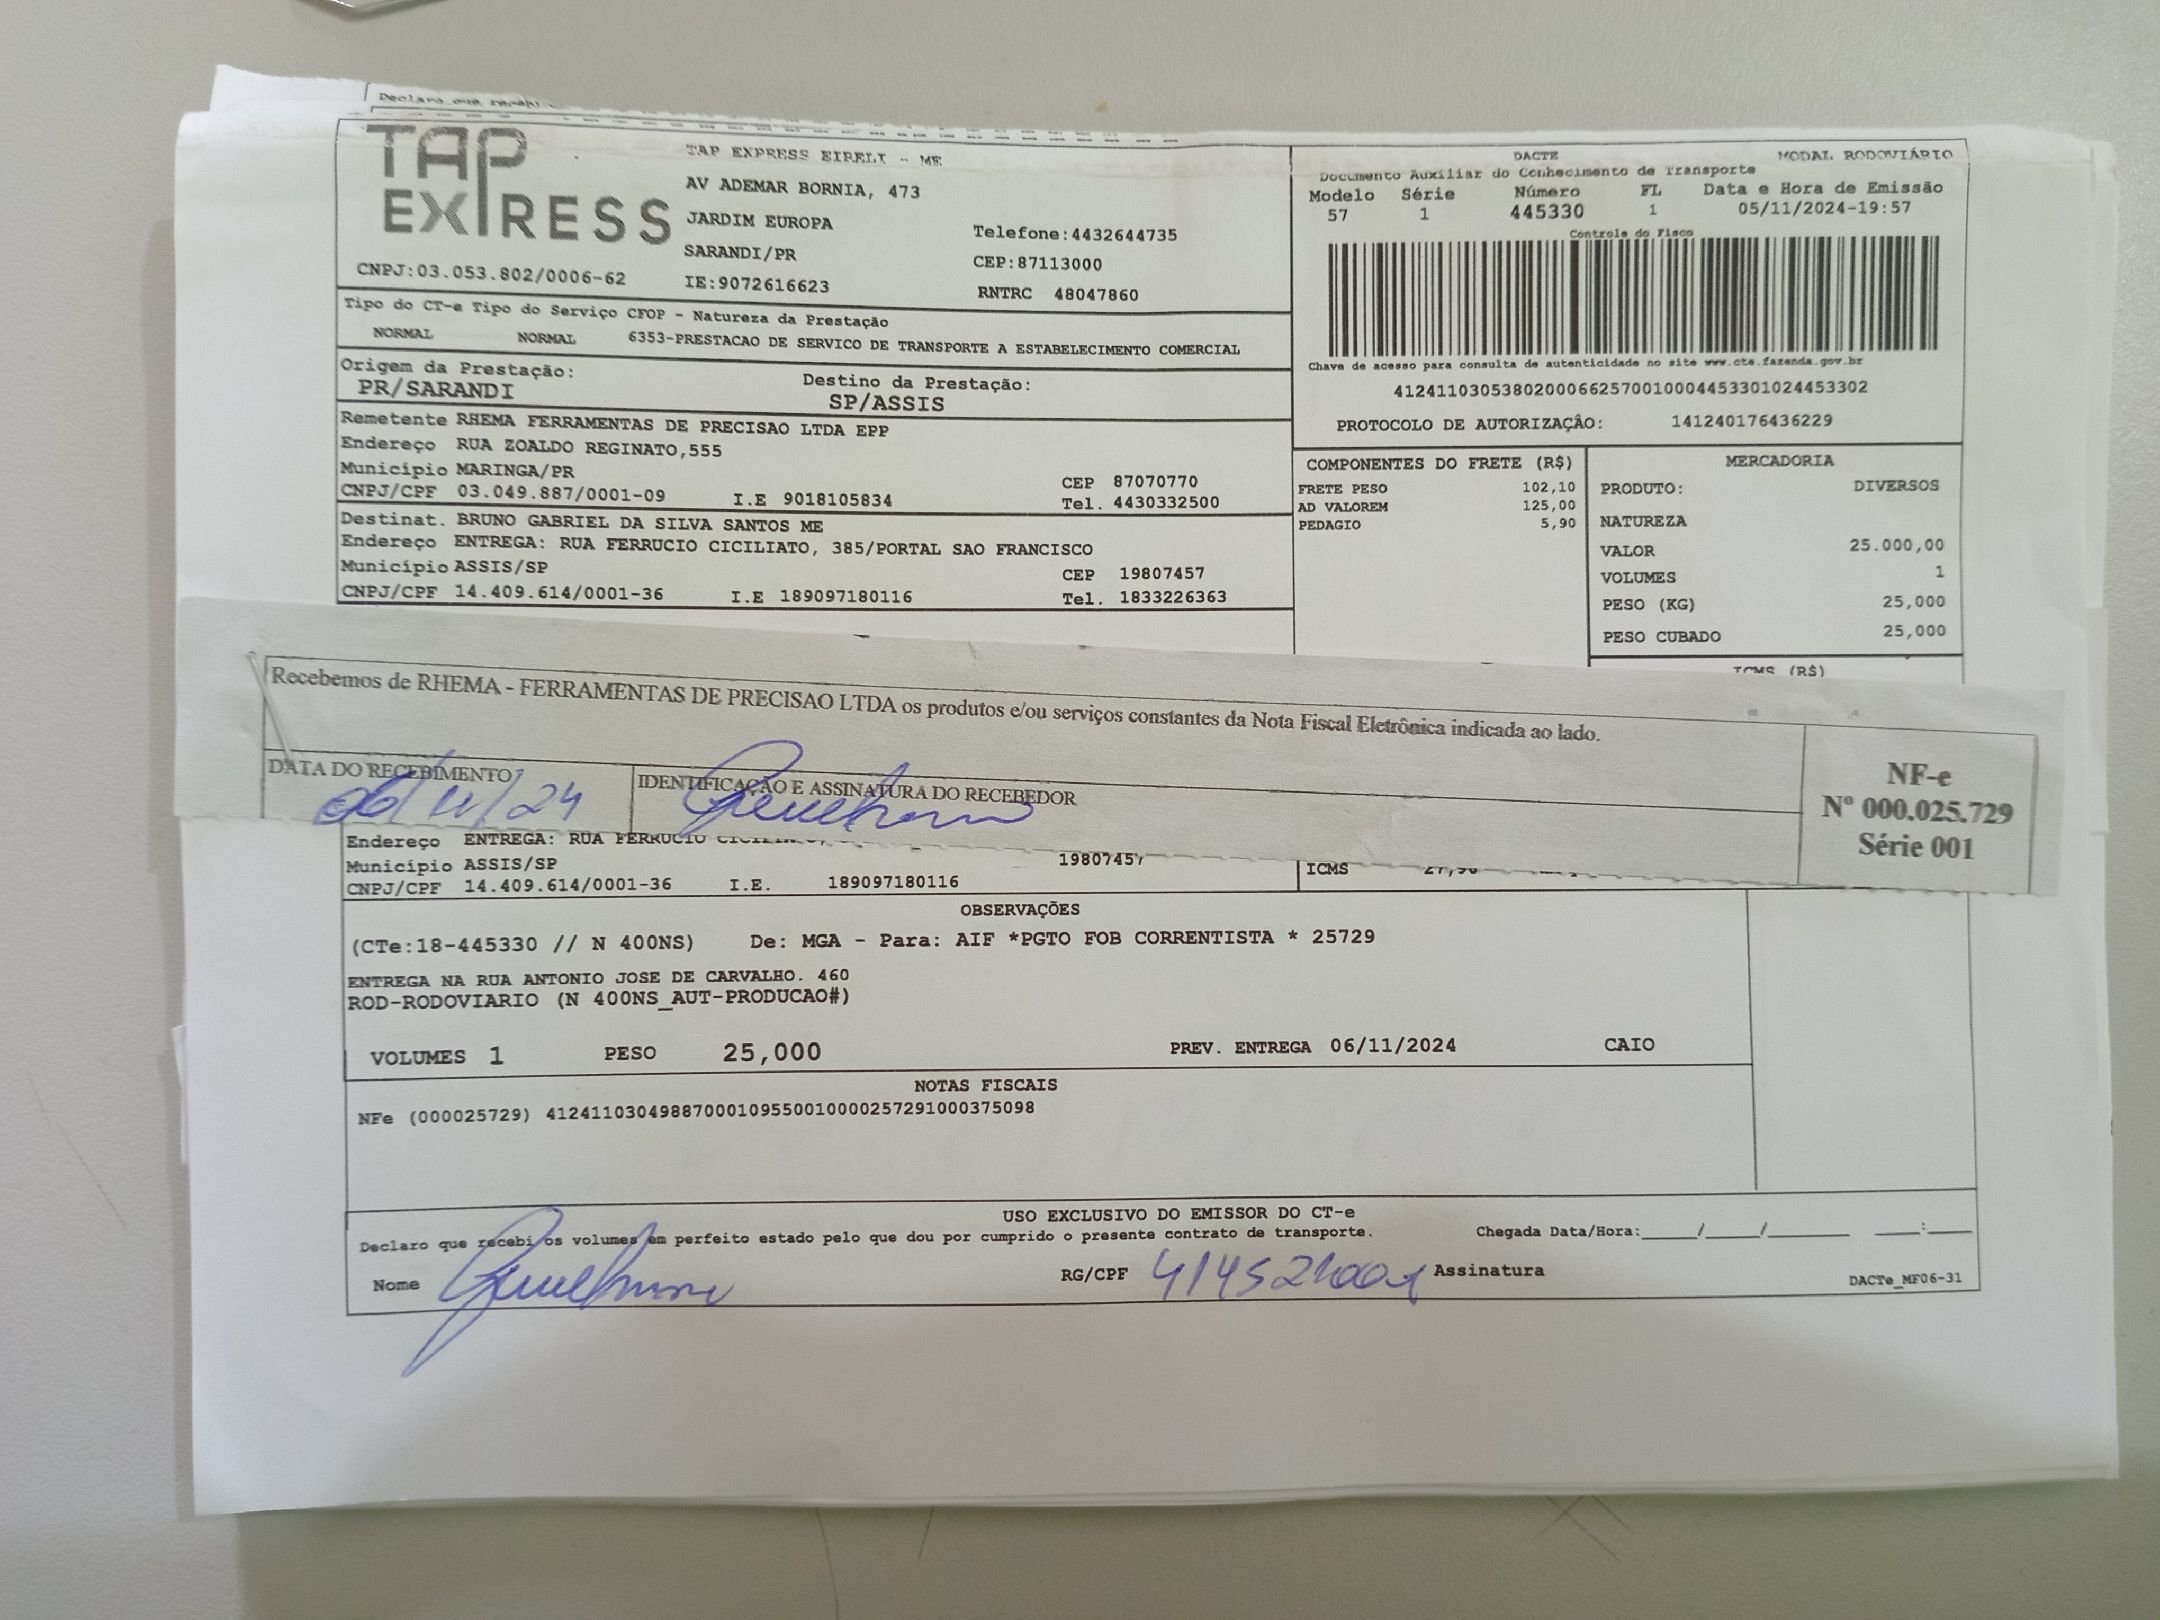 Declaro que recebi
TAP EXPRESS
TAP EXPRESS EIRELI - ME
AV ADEMAR BORNIA, 473
JARDIM EUROPA
SARANDI/PR
IE:9072616623
Telefone:4432644735
CEP:87113000
RNTRC 48047860
CNPJ:03.053.802/0006-62
DACTE MODAL RODOVIÁRIO
Documento Auxiliar do Conhecimento de Transporte
Modelo Série Número FL Data e Hora de Emissão
57 1 445330 1 05/11/2024-19:57
Controle do Fisco
Chave de acesso para consulta de autenticidade no site www.cte.fazenda.gov.br
41241103053802000662570010004453301024453302
PROTOCOLO DE AUTORIZAÇÂO: 141240176436229
Tipo do CT-e Tipo do Serviço CFOP - Natureza da Prestação
NORMAL NORMAL 6353-PRESTACAO DE SERVICO DE TRANSPORTE A ESTABELECIMENTO COMERCIAL
Origem da Prestação: Destino da Prestação:
PR/SARANDI SP/ASSIS
Remetente RHEMA FERRAMENTAS DE PRECISAO LTDA EPP
Endereço RUA ZOALDO REGINATO,555
Município MARINGA/PR CEP 87070770
CNPJ/CPF 03.049.887/0001-09 I.E 9018105834 Tel. 4430332500
Destinat. BRUNO GABRIEL DA SILVA SANTOS ME
Endereço ENTREGA: RUA FERRUCIO CICILIATO, 385/PORTAL SAO FRANCISCO
Município ASSIS/SP CEP 19807457
CNPJ/CPF 14.409.614/0001-36 I.E 189097180116 Tel. 1833226363
COMPONENTES DO FRETE (R$)
FRETE PESO 102,10
AD VALOREM 125,00
PEDAGIO 5,90
MERCADORIA
PRODUTO: DIVERSOS
NATUREZA
VALOR 25.000,00
VOLUMES 1
PESO (KG) 25,000
PESO CUBADO 25,000
ICMS (R$)
Recebemos de RHEMA - FERRAMENTAS DE PRECISAO LTDA os produtos e/ou serviços constantes da Nota Fiscal Eletrônica indicada ao lado.
DATA DO RECEBIMENTO
06/11/24
IDENTIFICAÇÃO E ASSINATURA DO RECEBEDOR
NF-e
Nº 000.025.729
Série 001
Endereço ENTREGA: RUA FERRUCIO
Município ASSIS/SP 19807457
CNPJ/CPF 14.409.614/0001-36 I.E. 189097180116
ICMS
OBSERVAÇÕES
(CTe:18-445330 // N 400NS) De: MGA - Para: AIF *PGTO FOB CORRENTISTA * 25729
ENTREGA NA RUA ANTONIO JOSE DE CARVALHO. 460
ROD-RODOVIARIO (N 400NS_AUT-PRODUCAO#)
VOLUMES 1 PESO 25,000 PREV. ENTREGA 06/11/2024 CAIO
NOTAS FISCAIS
NFe (000025729) 41241103049887000109550010000257291000375098
USO EXCLUSIVO DO EMISSOR DO CT-e
Declaro que recebi os volumes em perfeito estado pelo que dou por cumprido o presente contrato de transporte. Chegada Data/Hora:_____/_____/________ ____:____
Nome RG/CPF Assinatura
DACTe_MF06-31